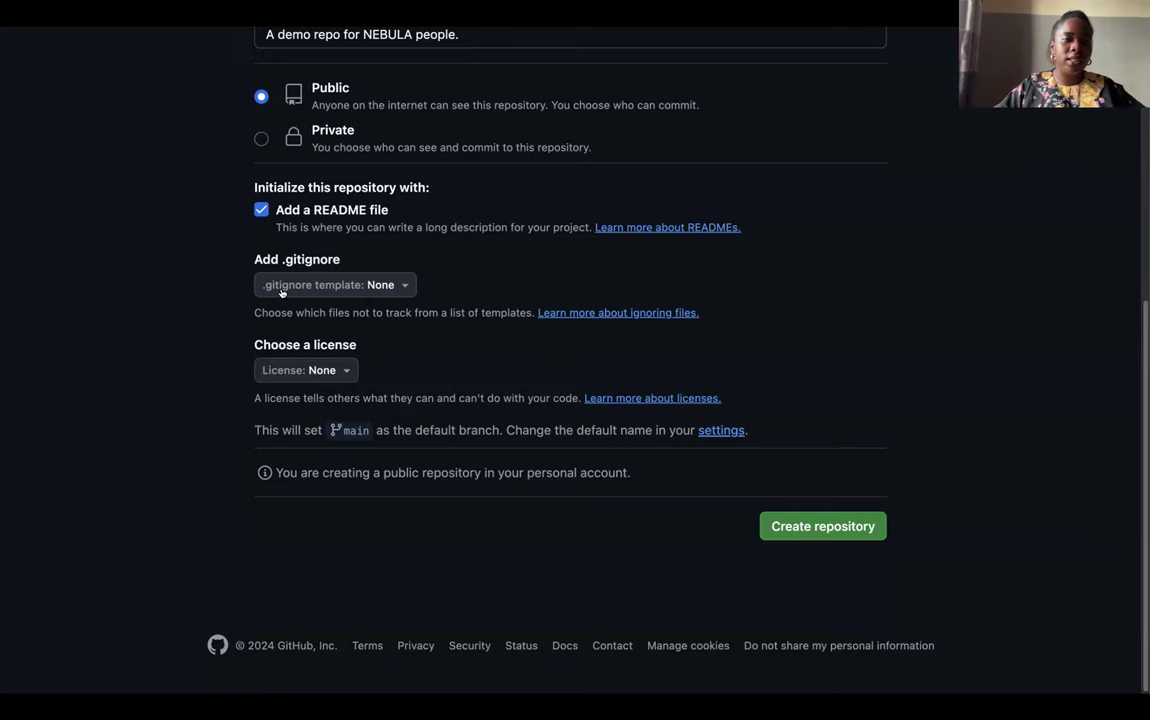 A demo repo for NEBULA people.
Public
Anyone on the internet can see this repository. You choose who can commit.
Private
You choose who can see and commit to this repository.
Initialize this repository with:
Add a README file
This is where you can write a long description for your project. Learn more about READMEs.
Add .gitignore
.gitignore template: None
Choose which files not to track from a list of templates. Learn more about ignoring files.
Choose a license
License: None
A license tells others what they can and can't do with your code. Learn more about licenses.
This will set main as the default branch. Change the default name in your settings.
You are creating a public repository in your personal account.
Create repository
© 2024 GitHub, Inc. Terms Privacy Security Status Docs Contact Manage cookies Do not share my personal information